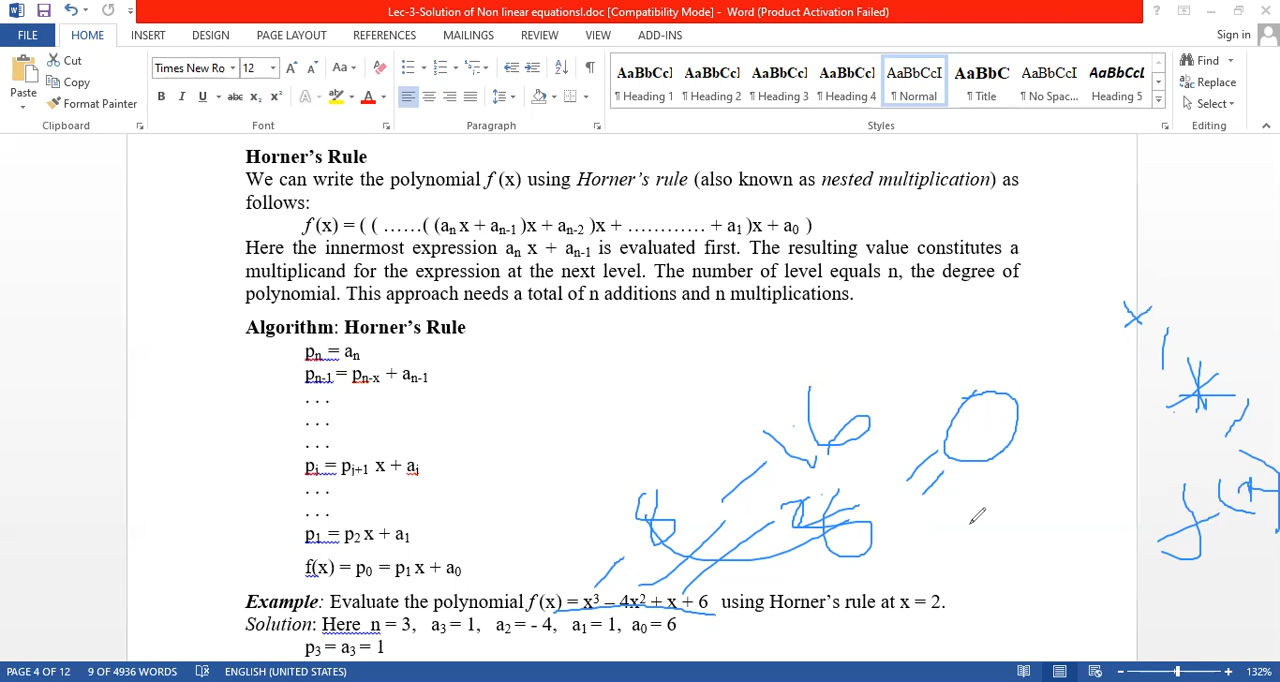 Lec-3-Solution of Non linear equationsl.doc [Compatibility Mode] - Word (Product Activation Failed)
FILE HOME INSERT DESIGN PAGE LAYOUT REFERENCES MAILINGS REVIEW VIEW ADD-INS Sign in
Paste Cut Copy Format Painter
Times New Ro 12
AaBbCcI AaBbCcI AaBbCcI AaBbCcI AaBbCcI AaBbC AaBbCcI AaBbCcL
¶ Heading 1 ¶ Heading 2 ¶ Heading 3 ¶ Heading 4 ¶ Normal ¶ Title ¶ No Spac... Heading 5
Find Replace Select
Clipboard Font Paragraph Styles Editing
Horner's Rule
We can write the polynomial f (x) using Horner's rule (also known as nested multiplication) as
follows:
f (x) = ( ( ......( (aₙ x + aₙ₋₁ )x + aₙ₋₂ )x + ............ + a₁ )x + a₀ )
Here the innermost expression aₙ x + aₙ₋₁ is evaluated first. The resulting value constitutes a
multiplicand for the expression at the next level. The number of level equals n, the degree of
polynomial. This approach needs a total of n additions and n multiplications.
Algorithm: Horner's Rule
pₙ = aₙ
pₙ₋₁ = pₙ₋ₓ + aₙ₋₁
. . .
. . .
. . .
pⱼ = pⱼ₊₁ x + aⱼ
. . .
. . .
p₁ = p₂ x + a₁
f(x) = p₀ = p₁ x + a₀
Example: Evaluate the polynomial f (x) = x³ – 4x² + x + 6 using Horner's rule at x = 2.
Solution: Here n = 3, a₃ = 1, a₂ = - 4, a₁ = 1, a₀ = 6
p₃ = a₃ = 1
PAGE 4 OF 12 9 OF 4936 WORDS ENGLISH (UNITED STATES) 132%